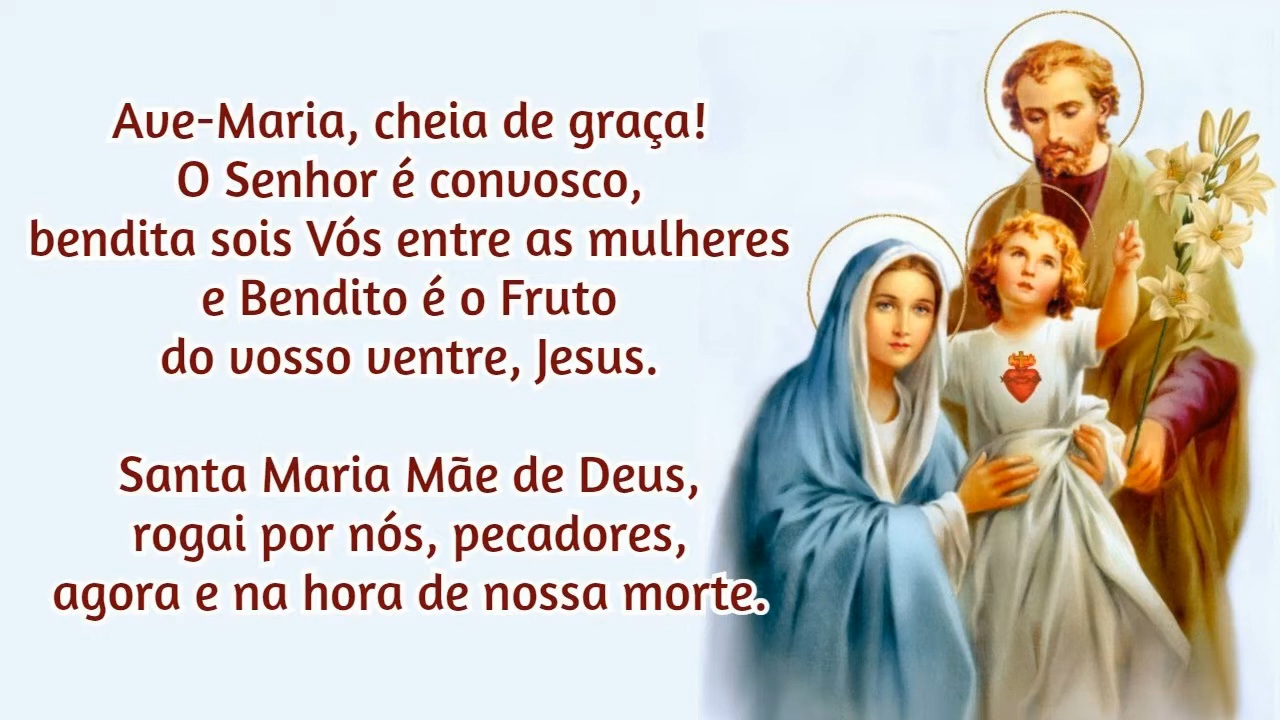 Ave-Maria, cheia de graça!
O Senhor é convosco,
bendita sois Vós entre as mulheres
e Bendito é o Fruto
do vosso ventre, Jesus.
Santa Maria Mãe de Deus,
rogai por nós, pecadores,
agora e na hora de nossa morte.